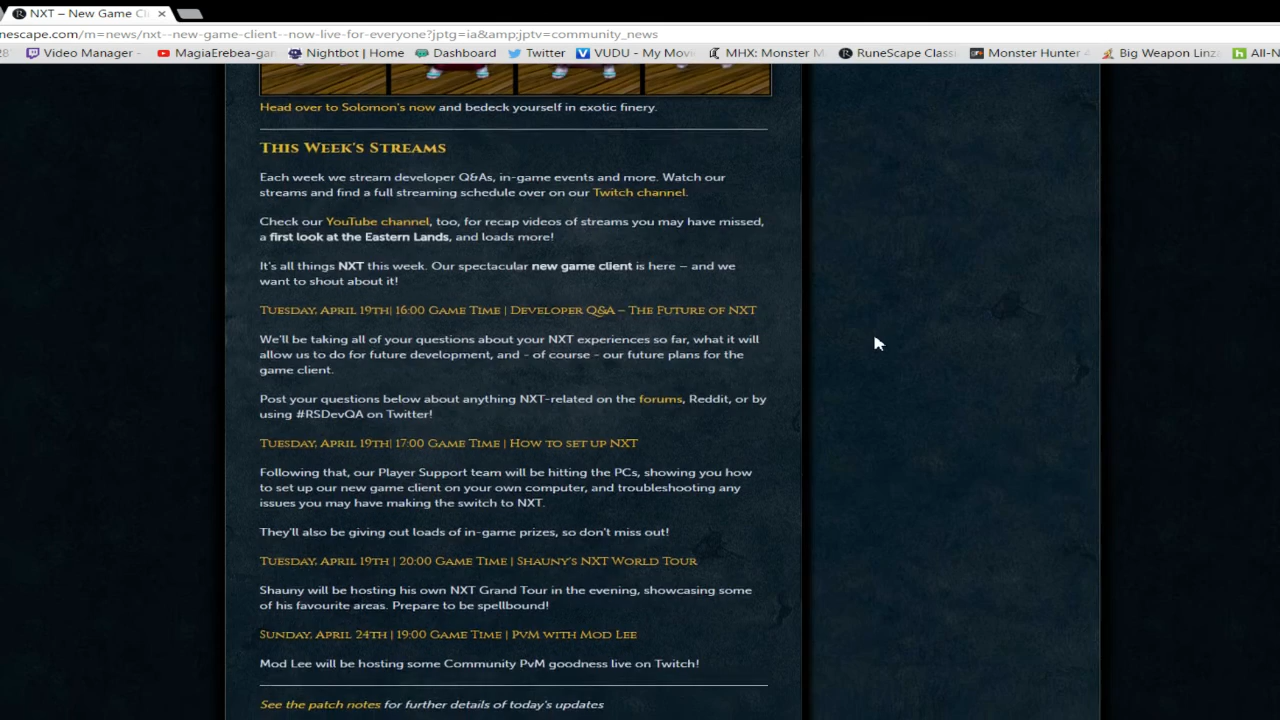 NXT – New Game Cl
nescape.com/m=news/nxt--new-game-client--now-live-for-everyone?jptg=ia&amp;jptv=community_news
Video Manager - MagiaErebea-gam Nightbot | Home Dashboard Twitter VUDU - My Movi MHX: Monster M RuneScape Classi Monster Hunter 4 Big Weapon Linz All-N
Head over to Solomon's now and bedeck yourself in exotic finery.
This Week's Streams
Each week we stream developer Q&As, in-game events and more. Watch our
streams and find a full streaming schedule over on our Twitch channel.
Check our YouTube channel, too, for recap videos of streams you may have missed,
a first look at the Eastern Lands, and loads more!
It's all things NXT this week. Our spectacular new game client is here – and we
want to shout about it!
Tuesday, April 19th| 16:00 Game Time | Developer Q&A – The Future of NXT
We'll be taking all of your questions about your NXT experiences so far, what it will
allow us to do for future development, and - of course - our future plans for the
game client.
Post your questions below about anything NXT-related on the forums, Reddit, or by
using #RSDevQA on Twitter!
Tuesday, April 19th| 17:00 Game Time | How to set up NXT
Following that, our Player Support team will be hitting the PCs, showing you how
to set up our new game client on your own computer, and troubleshooting any
issues you may have making the switch to NXT.
They'll also be giving out loads of in-game prizes, so don't miss out!
Tuesday, April 19th | 20:00 Game Time | Shauny's NXT World Tour
Shauny will be hosting his own NXT Grand Tour in the evening, showcasing some
of his favourite areas. Prepare to be spellbound!
Sunday, April 24th | 19:00 Game Time | PvM with Mod Lee
Mod Lee will be hosting some Community PvM goodness live on Twitch!
See the patch notes for further details of today's updates